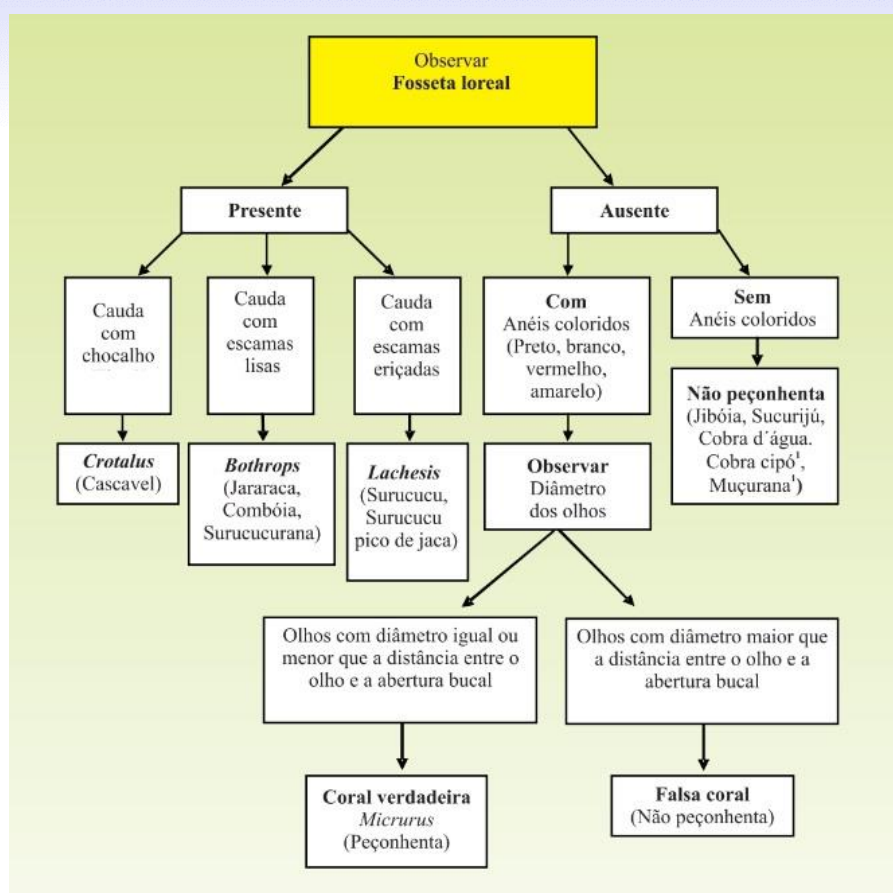 Observar
Fosseta loreal
Presente
Ausente
Cauda
com
chocalho
Cauda
com
escamas
lisas
Cauda
com
escamas
eriçadas
Com
Anéis coloridos
(Preto, branco,
vermelho,
amarelo)
Sem
Anéis coloridos
Crotalus
(Cascavel)
Bothrops
(Jararaca,
Combóia,
Surucucurana)
Lachesis
(Surucucu,
Surucucu
pico de jaca)
Observar
Diâmetro
dos olhos
Não peçonhenta
(Jibóia, Sucurijú,
Cobra d´água.
Cobra cipó¹,
Muçurana¹)
Olhos com diâmetro igual ou
menor que a distância entre o
olho e a abertura bucal
Olhos com diâmetro maior que
a distância entre o olho e a
abertura bucal
Coral verdadeira
Micrurus
(Peçonhenta)
Falsa coral
(Não peçonhenta)